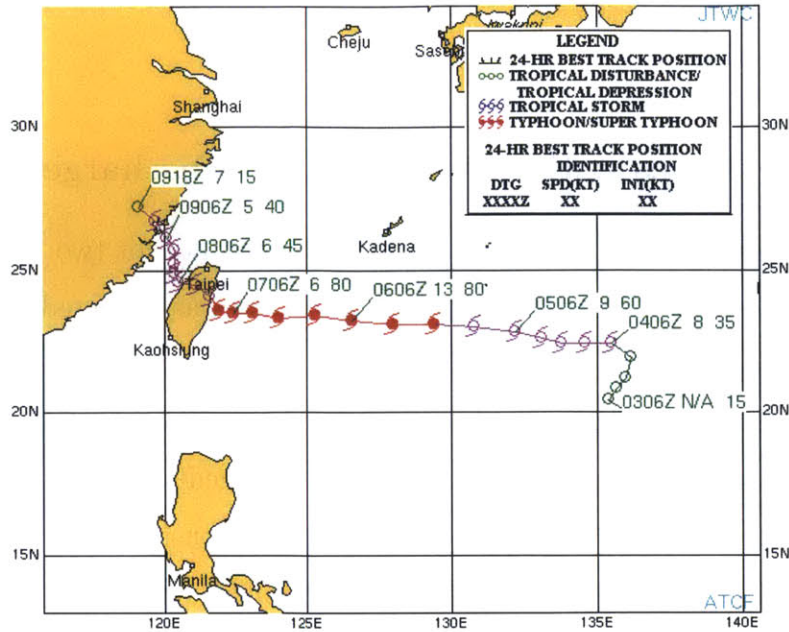 JTWC
Cheju
LEGEND
24-HR BEST TRACK POSITION
TROPICAL DISTURBANCE/
TROPICAL DEPRESSION
TROPICAL STORM
TYPHOON/SUPER TYPHOON
24-HR BEST TRACK POSITION
IDENTIFICATION
DTG SPD(KT) INT(KT)
XXXXZ XX XX
Shanghai
30N 30N
0918Z 7 15
0906Z 5 40
Kadena
0806Z 6 45
25N 25N
Taipei
0706Z 6 80
0606Z 13 80
0506Z 9 60
0406Z 8 35
Kaohsiung
20N 20N
0306Z N/A 15
15N 15N
Manila
ATCF
120E 125E 130E 135E 140E